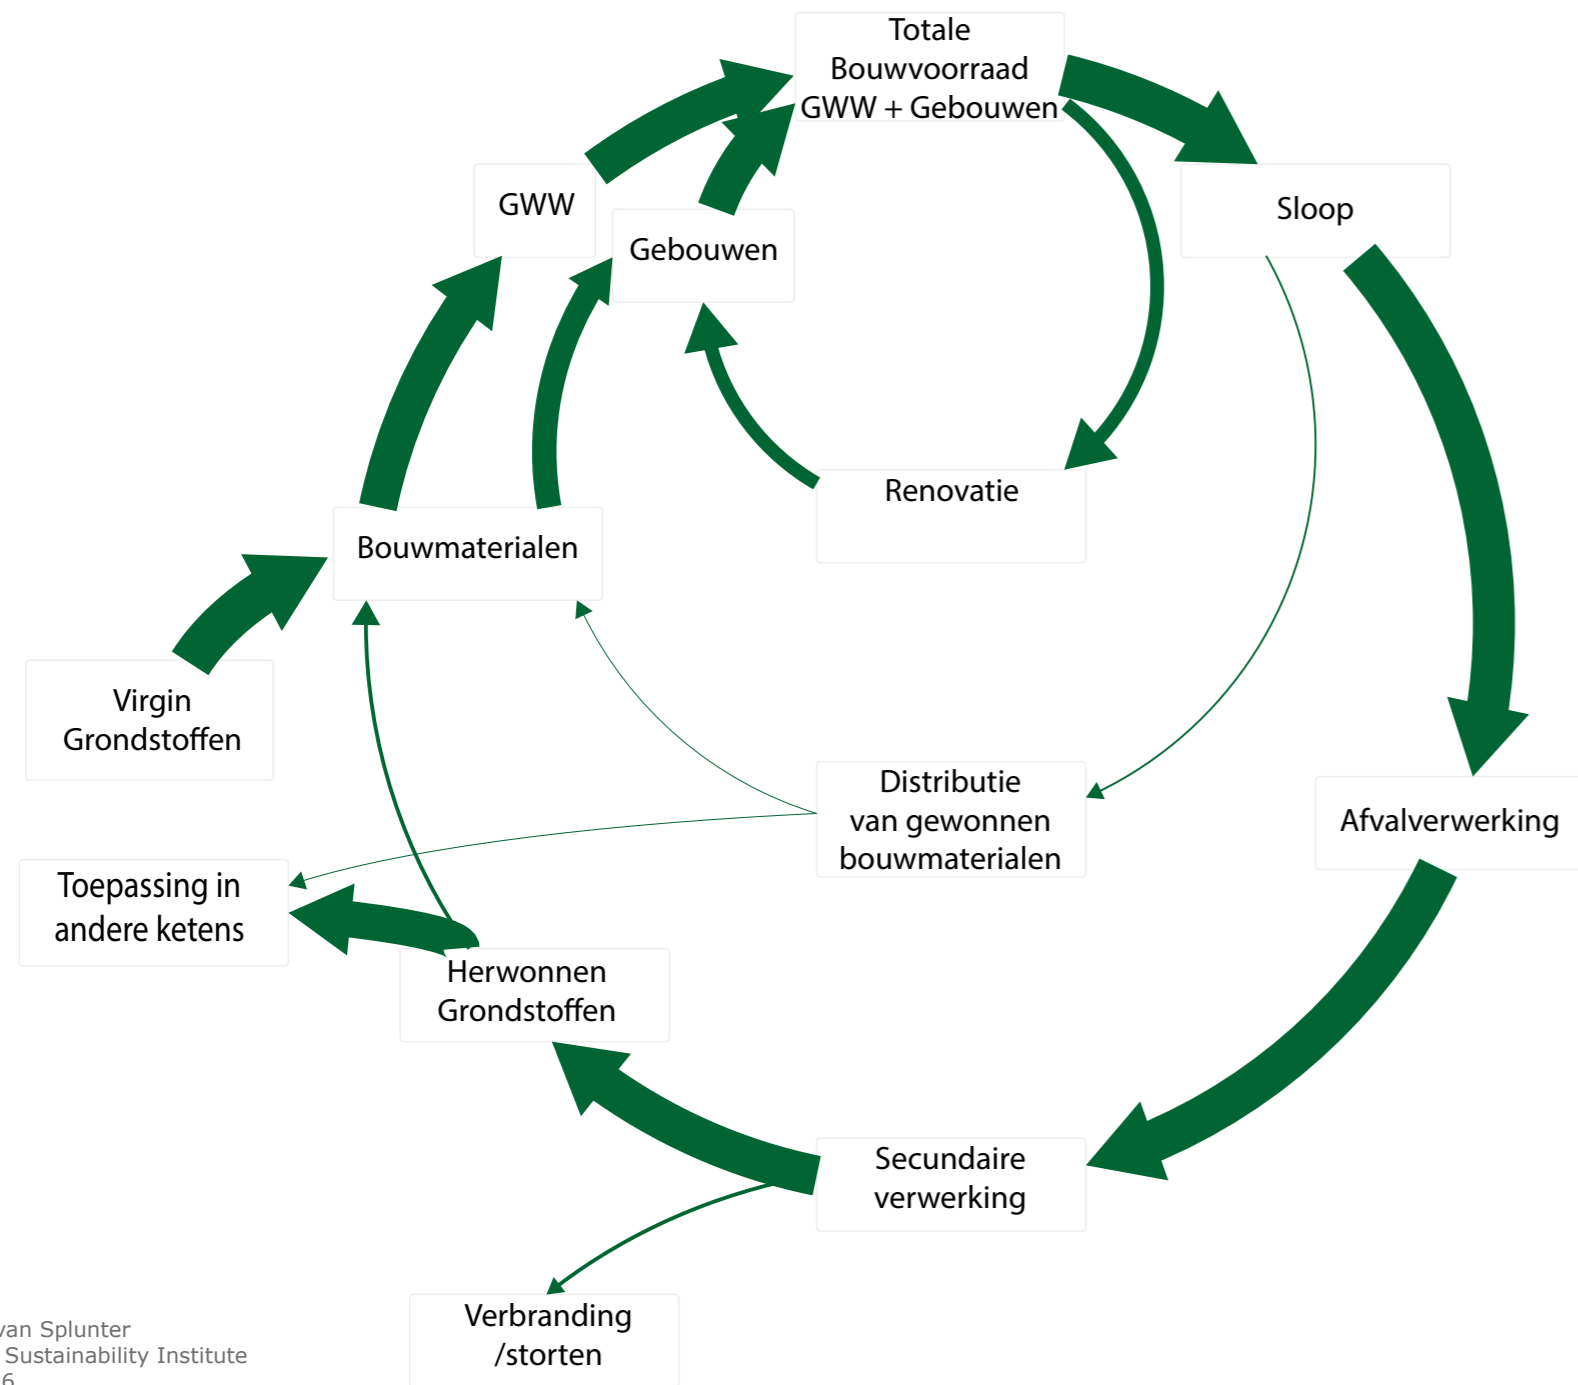 Totale
Bouwvoorraad
GWW + Gebouwen
GWW
Sloop
Gebouwen
Renovatie
Bouwmaterialen
Virgin
Grondstoffen
Distributie
van gewonnen
bouwmaterialen
Afvalverwerking
Toepassing in
andere ketens
Herwonnen
Grondstoffen
Secundaire
verwerking
Verbranding
/storten
van Splunter
Sustainability Institute
6